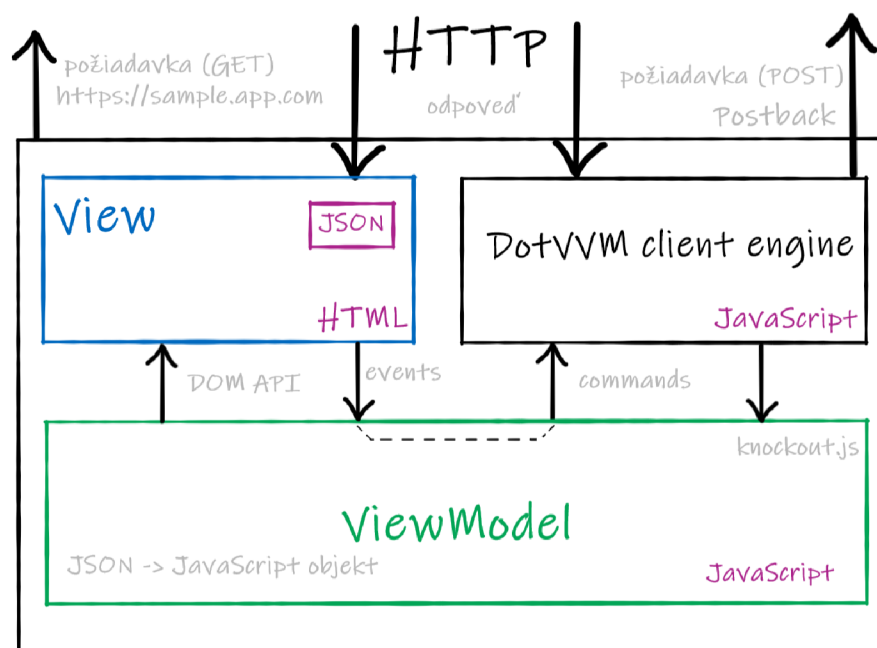 HTTP
požiadavka (GET)
https://sample.app.com
odpoveď
požiadavka (POST)
Postback
View
JSON
HTML
DotVVM client engine
JavaScript
DOM API
events
commands
knockout.js
ViewModel
JSON -> JavaScript objekt
JavaScript